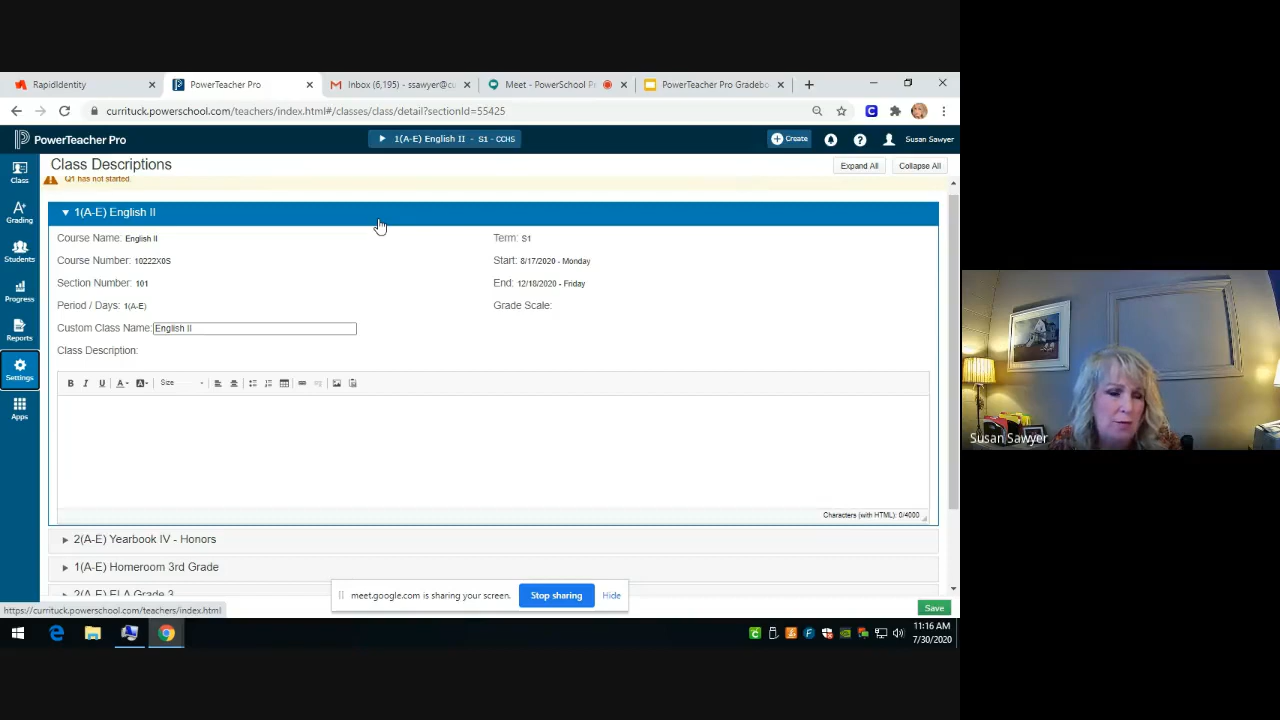 RapidIdentity
PowerTeacher Pro
Inbox (6,195) - ssawyer@cu
Meet - PowerSchool P
PowerTeacher Pro Gradebo
currituck.powerschool.com/teachers/index.html#/classes/class/detail?sectionId=55425
PowerTeacher Pro
1(A-E) English II - S1 - CCHS
Create
Susan Sawyer
Class
Grading
Students
Progress
Reports
Settings
Apps
Class Descriptions
Expand All
Collapse All
Q1 has not started.
1(A-E) English II
Course Name: English II
Term: S1
Course Number: 10222X0S
Start: 8/17/2020 - Monday
Section Number: 101
End: 12/18/2020 - Friday
Period / Days: 1(A-E)
Grade Scale:
Custom Class Name: English II
Class Description:
B I U A A Size
Characters (with HTML): 0/4000
2(A-E) Yearbook IV - Honors
1(A-E) Homeroom 3rd Grade
2(A-E) ELA Grade 3
meet.google.com is sharing your screen.
Stop sharing
Hide
https://currituck.powerschool.com/teachers/index.html
Save
11:16 AM
7/30/2020
Susan Sawyer